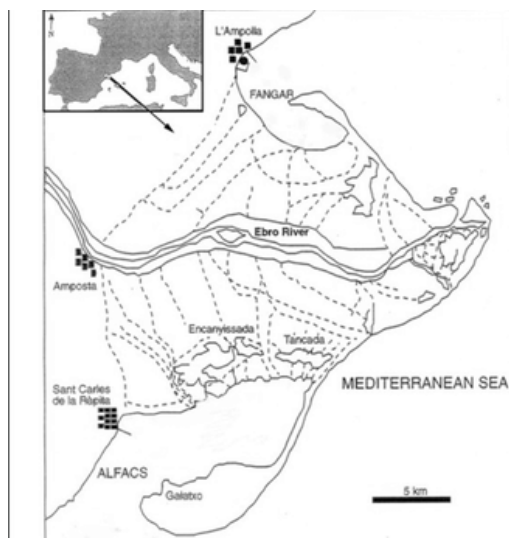 N
L'Ampolla
FANGAR
Ebro River
Amposta
Encanyissada
Tancada
MEDITERRANEAN SEA
Sant Carles
de la Ràpita
ALFACS
Galatxo
5 km